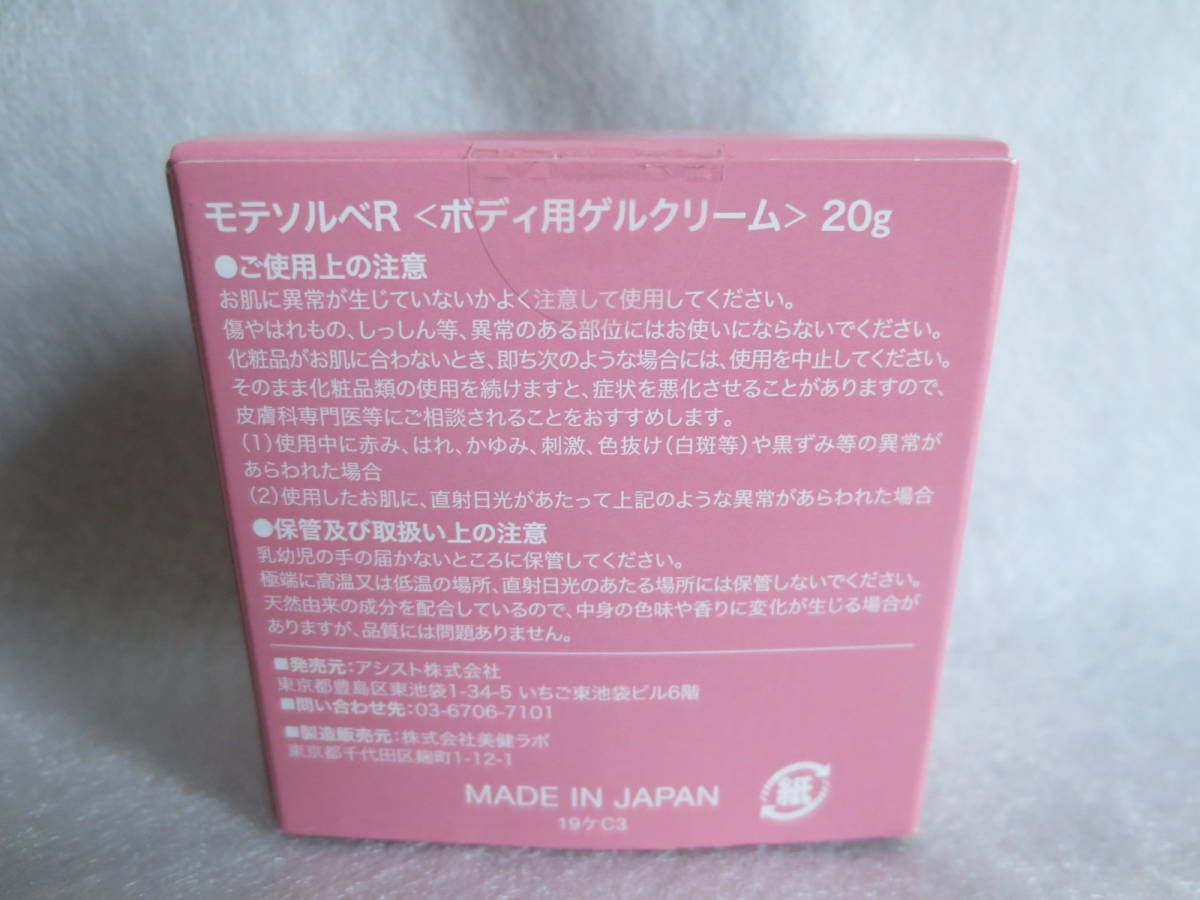 モテソルベR <ボディ用ゲルクリーム> 20g
●ご使用上の注意
お肌に異常が生じていないかよく注意して使用してください。
傷やはれもの、しっしん等、異常のある部位にはお使いにならないでください。
化粧品がお肌に合わないとき、即ち次のような場合には、使用を中止してください。
そのまま化粧品類の使用を続けますと、症状を悪化させることがありますので、
皮膚科専門医等にご相談されることをおすすめします。
(1)使用中に赤み、はれ、かゆみ、刺激、色抜け(白斑等)や黒ずみ等の異常が
あらわれた場合
(2)使用したお肌に、直射日光があたって上記のような異常があらわれた場合
●保管及び取扱い上の注意
乳幼児の手の届かないところに保管してください。
極端に高温又は低温の場所、直射日光のあたる場所には保管しないでください。
天然由来の成分を配合しているので、中身の色味や香りに変化が生じる場合が
ありますが、品質には問題ありません。
■発売元:アシスト株式会社
東京都豊島区東池袋1-34-5 いちご東池袋ビル6階
■問い合わせ先:03-6706-7101
■製造販売元:株式会社美健ラボ
東京都千代田区麹町1-12-1
MADE IN JAPAN
紙
19ケC3